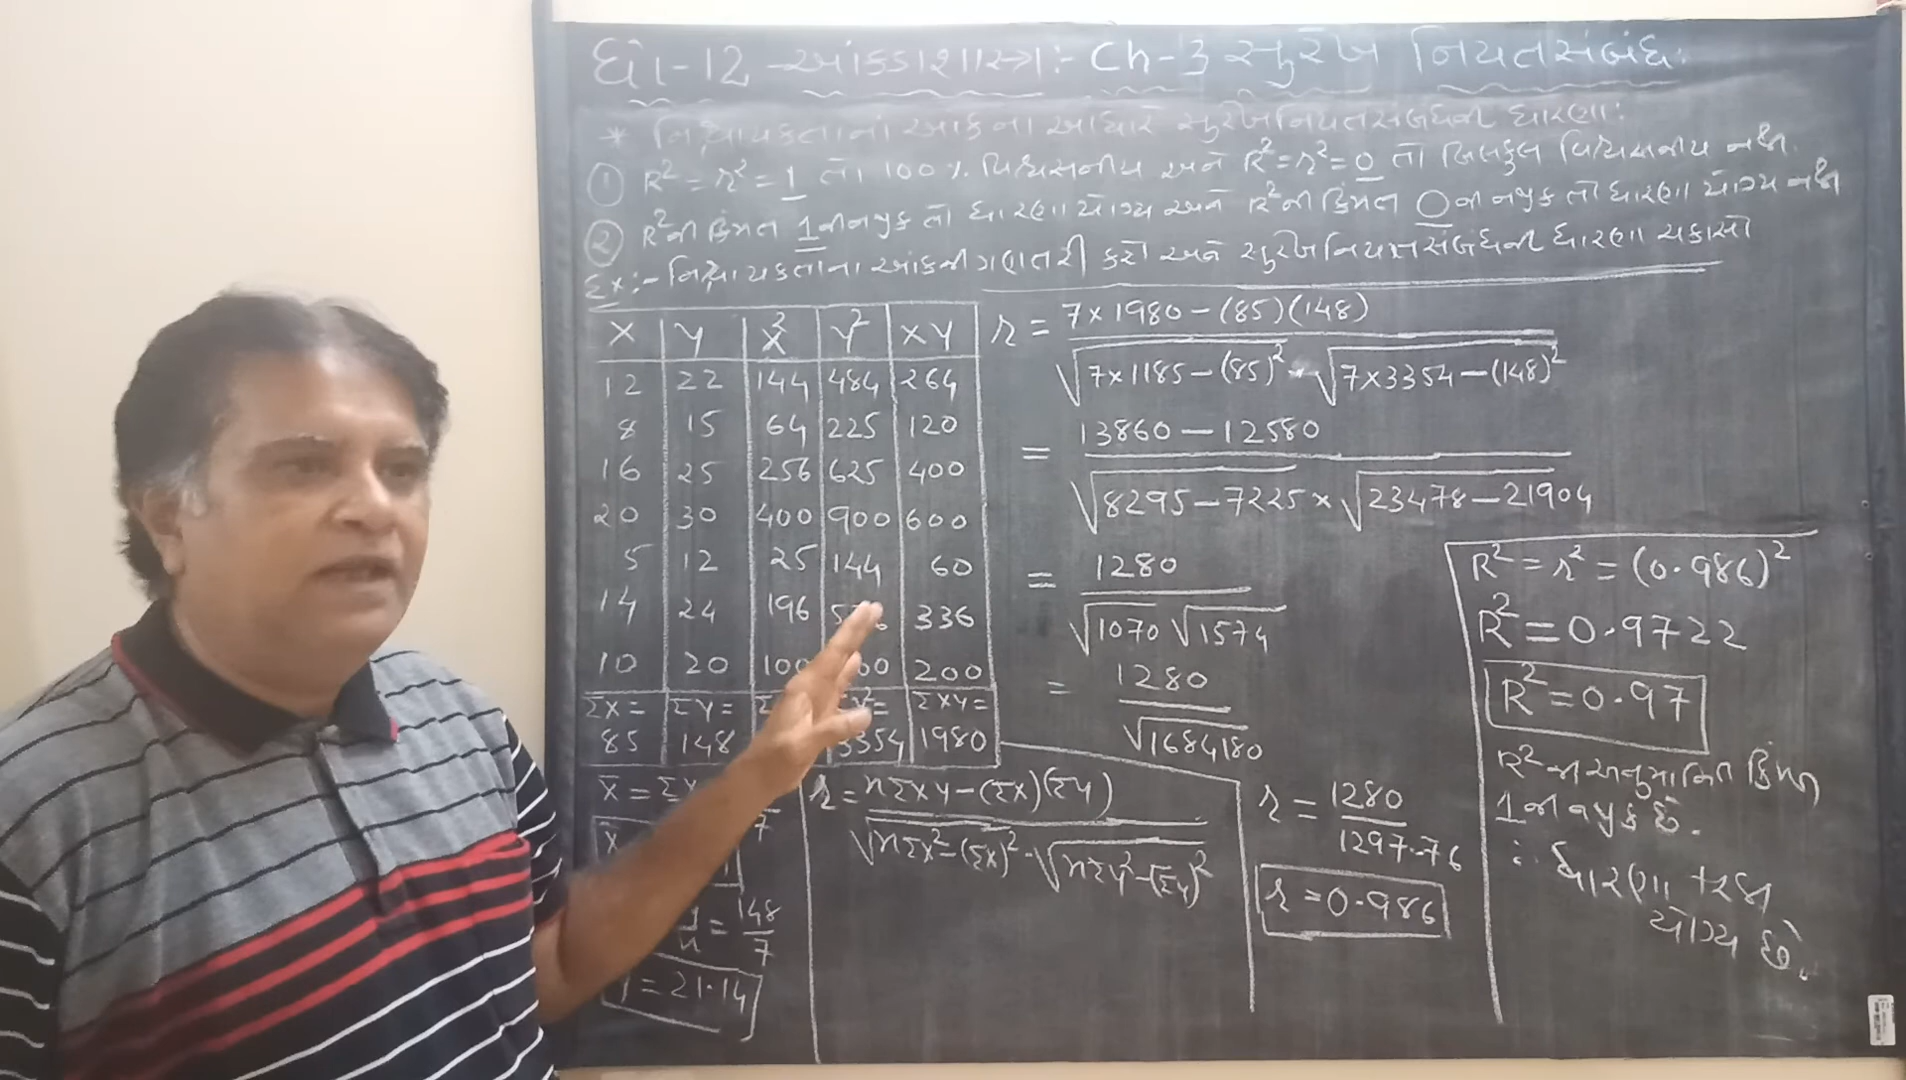 ધો-12 આંકડાશાસ્ત્ર:- Ch-3 સુરેખ નિયતસંબંધ:
* નિશ્ચાયકતાના આંકના આધારે સુરેખ નિયતસંબંધની ધારણા:
① R² = r² = 1 તો 100% વિશ્વસનીય અને R² = r² = 0 તો બિલકુલ વિશ્વસનીય નથી.
② R²ની કિંમત 1ની નજીક તો ધારણા યોગ્ય અને R²ની કિંમત 0ની નજીક તો ધારણા યોગ્ય નથી
Ex:- નિશ્ચાયકતાના આંકની ગણતરી કરો અને સુરેખ નિયતસંબંધની ધારણા ચકાસો
X Y X² Y² XY
12 22 144 484 264
8 15 64 225 120
16 25 256 625 400
20 30 400 900 600
5 12 25 144 60
14 24 196 336
10 20 100 200
ΣX= ΣY= ΣXY=
85 148 3354 1980
X̄ = ΣX
7
= 148/7
= 21.14
r = nΣXY-(ΣX)(ΣY)
√nΣX²-(ΣX)² · √nΣY²-(ΣY)²
r = 7×1980-(85)(148)
√7×1185-(85)² · √7×3354-(148)²
= 13860-12580
√8295-7225 × √23478-21904
= 1280
√1070 √1574
= 1280
√1684180
r = 1280
1297.76
r = 0.986
R² = r² = (0.986)²
R² = 0.9722
R² = 0.97
R²ની અનુમાનિત કિંમત
1ની નજીક છે.
∴ ધારણા
યોગ્ય છે.